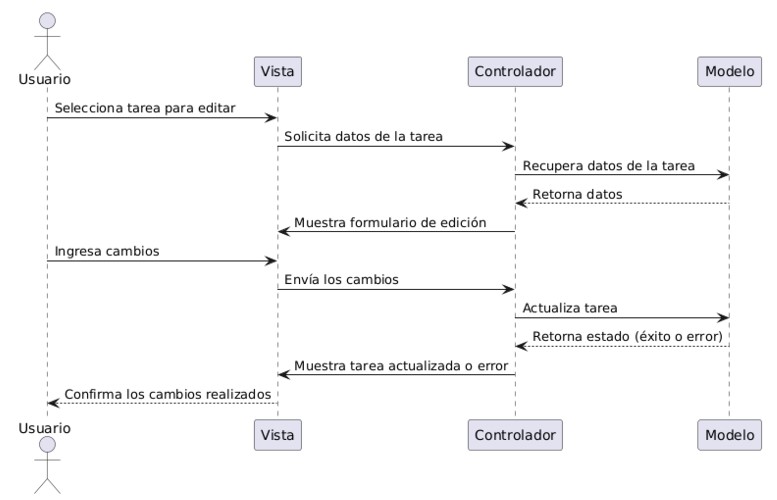 Usuario
Vista
Controlador
Modelo
Selecciona tarea para editar
Solicita datos de la tarea
Recupera datos de la tarea
Retorna datos
Muestra formulario de edición
Ingresa cambios
Envía los cambios
Actualiza tarea
Retorna estado (éxito o error)
Muestra tarea actualizada o error
Confirma los cambios realizados
Usuario
Vista
Controlador
Modelo